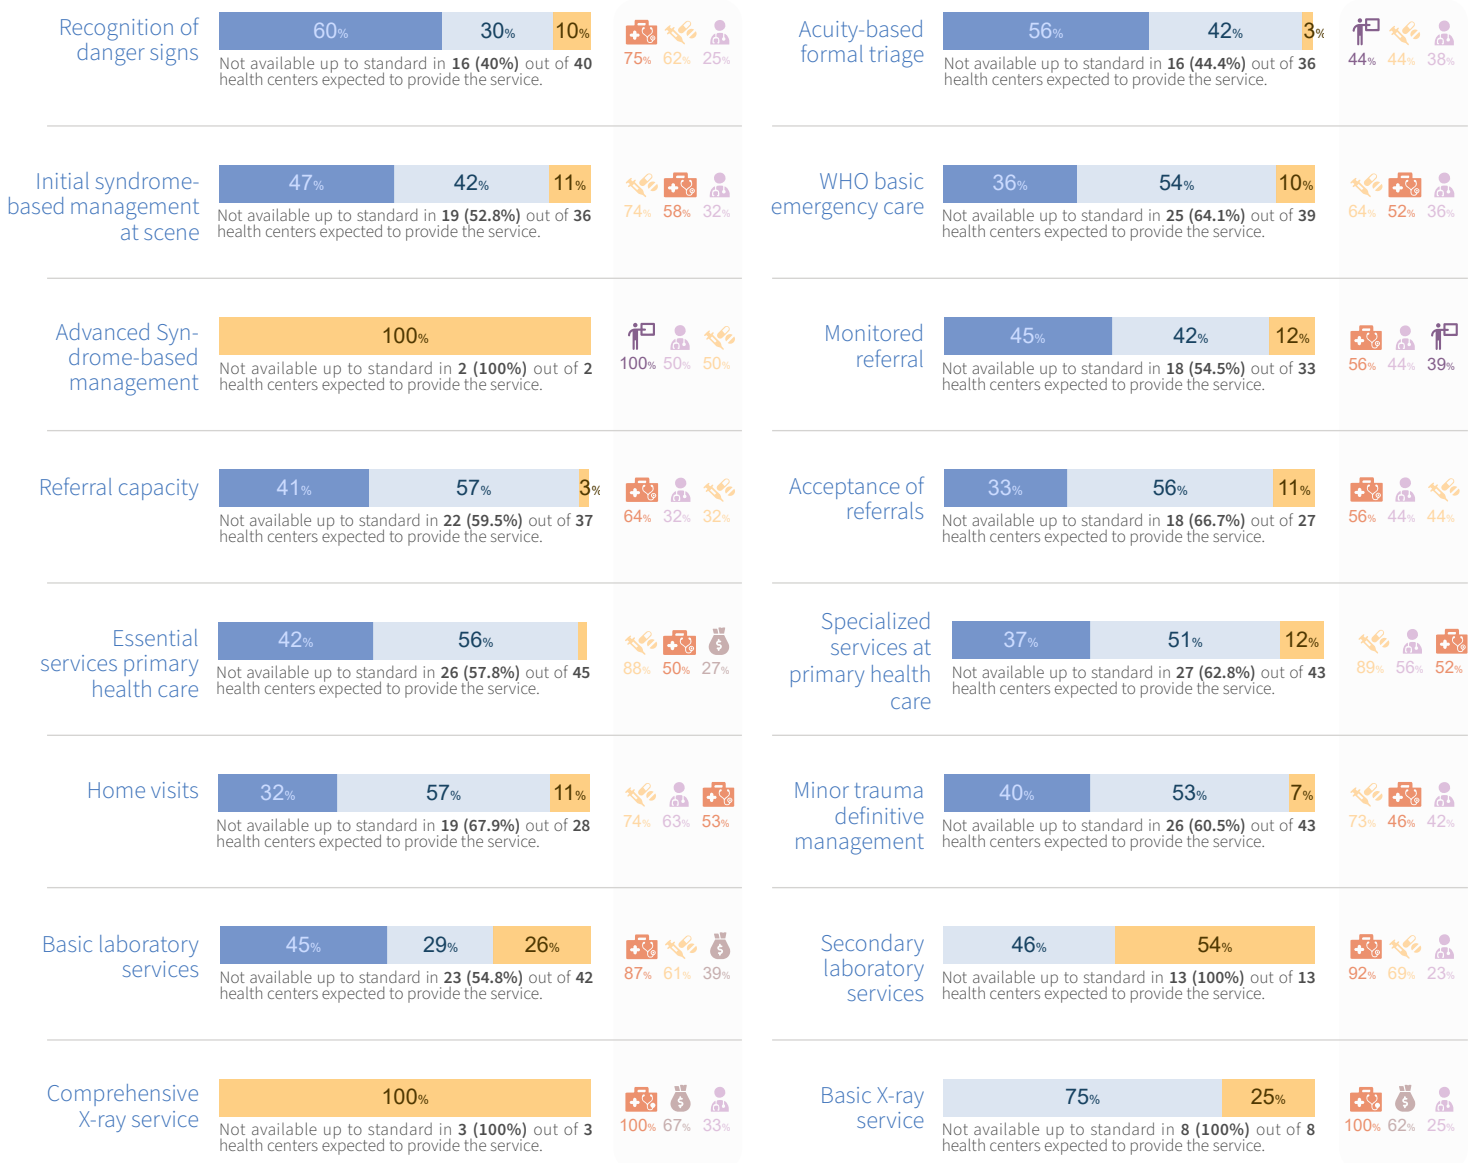 Recognition of
danger signs
60% 30% 10%
Not available up to standard in 16 (40%) out of 40
health centers expected to provide the service.
75% 62% 25%
Acuity-based
formal triage
56% 42% 3%
Not available up to standard in 16 (44.4%) out of 36
health centers expected to provide the service.
44% 44% 38%
Initial syndrome-
based management
at scene
47% 42% 11%
Not available up to standard in 19 (52.8%) out of 36
health centers expected to provide the service.
74% 58% 32%
WHO basic
emergency care
36% 54% 10%
Not available up to standard in 25 (64.1%) out of 39
health centers expected to provide the service.
64% 52% 36%
Advanced Syn-
drome-based
management
100%
Not available up to standard in 2 (100%) out of 2
health centers expected to provide the service.
100% 50% 50%
Monitored
referral
45% 42% 12%
Not available up to standard in 18 (54.5%) out of 33
health centers expected to provide the service.
56% 44% 39%
Referral capacity
41% 57% 3%
Not available up to standard in 22 (59.5%) out of 37
health centers expected to provide the service.
64% 32% 32%
Acceptance of
referrals
33% 56% 11%
Not available up to standard in 18 (66.7%) out of 27
health centers expected to provide the service.
56% 44% 44%
Essential
services primary
health care
42% 56%
Not available up to standard in 26 (57.8%) out of 45
health centers expected to provide the service.
88% 50% 27%
Specialized
services at
primary health
care
37% 51% 12%
Not available up to standard in 27 (62.8%) out of 43
health centers expected to provide the service.
89% 56% 52%
Home visits
32% 57% 11%
Not available up to standard in 19 (67.9%) out of 28
health centers expected to provide the service.
74% 63% 53%
Minor trauma
definitive
management
40% 53% 7%
Not available up to standard in 26 (60.5%) out of 43
health centers expected to provide the service.
73% 46% 42%
Basic laboratory
services
45% 29% 26%
Not available up to standard in 23 (54.8%) out of 42
health centers expected to provide the service.
87% 61% 39%
Secondary
laboratory
services
46% 54%
Not available up to standard in 13 (100%) out of 13
health centers expected to provide the service.
92% 69% 23%
Comprehensive
X-ray service
100%
Not available up to standard in 3 (100%) out of 3
health centers expected to provide the service.
100% 67% 33%
Basic X-ray
service
75% 25%
Not available up to standard in 8 (100%) out of 8
health centers expected to provide the service.
100% 62% 25%